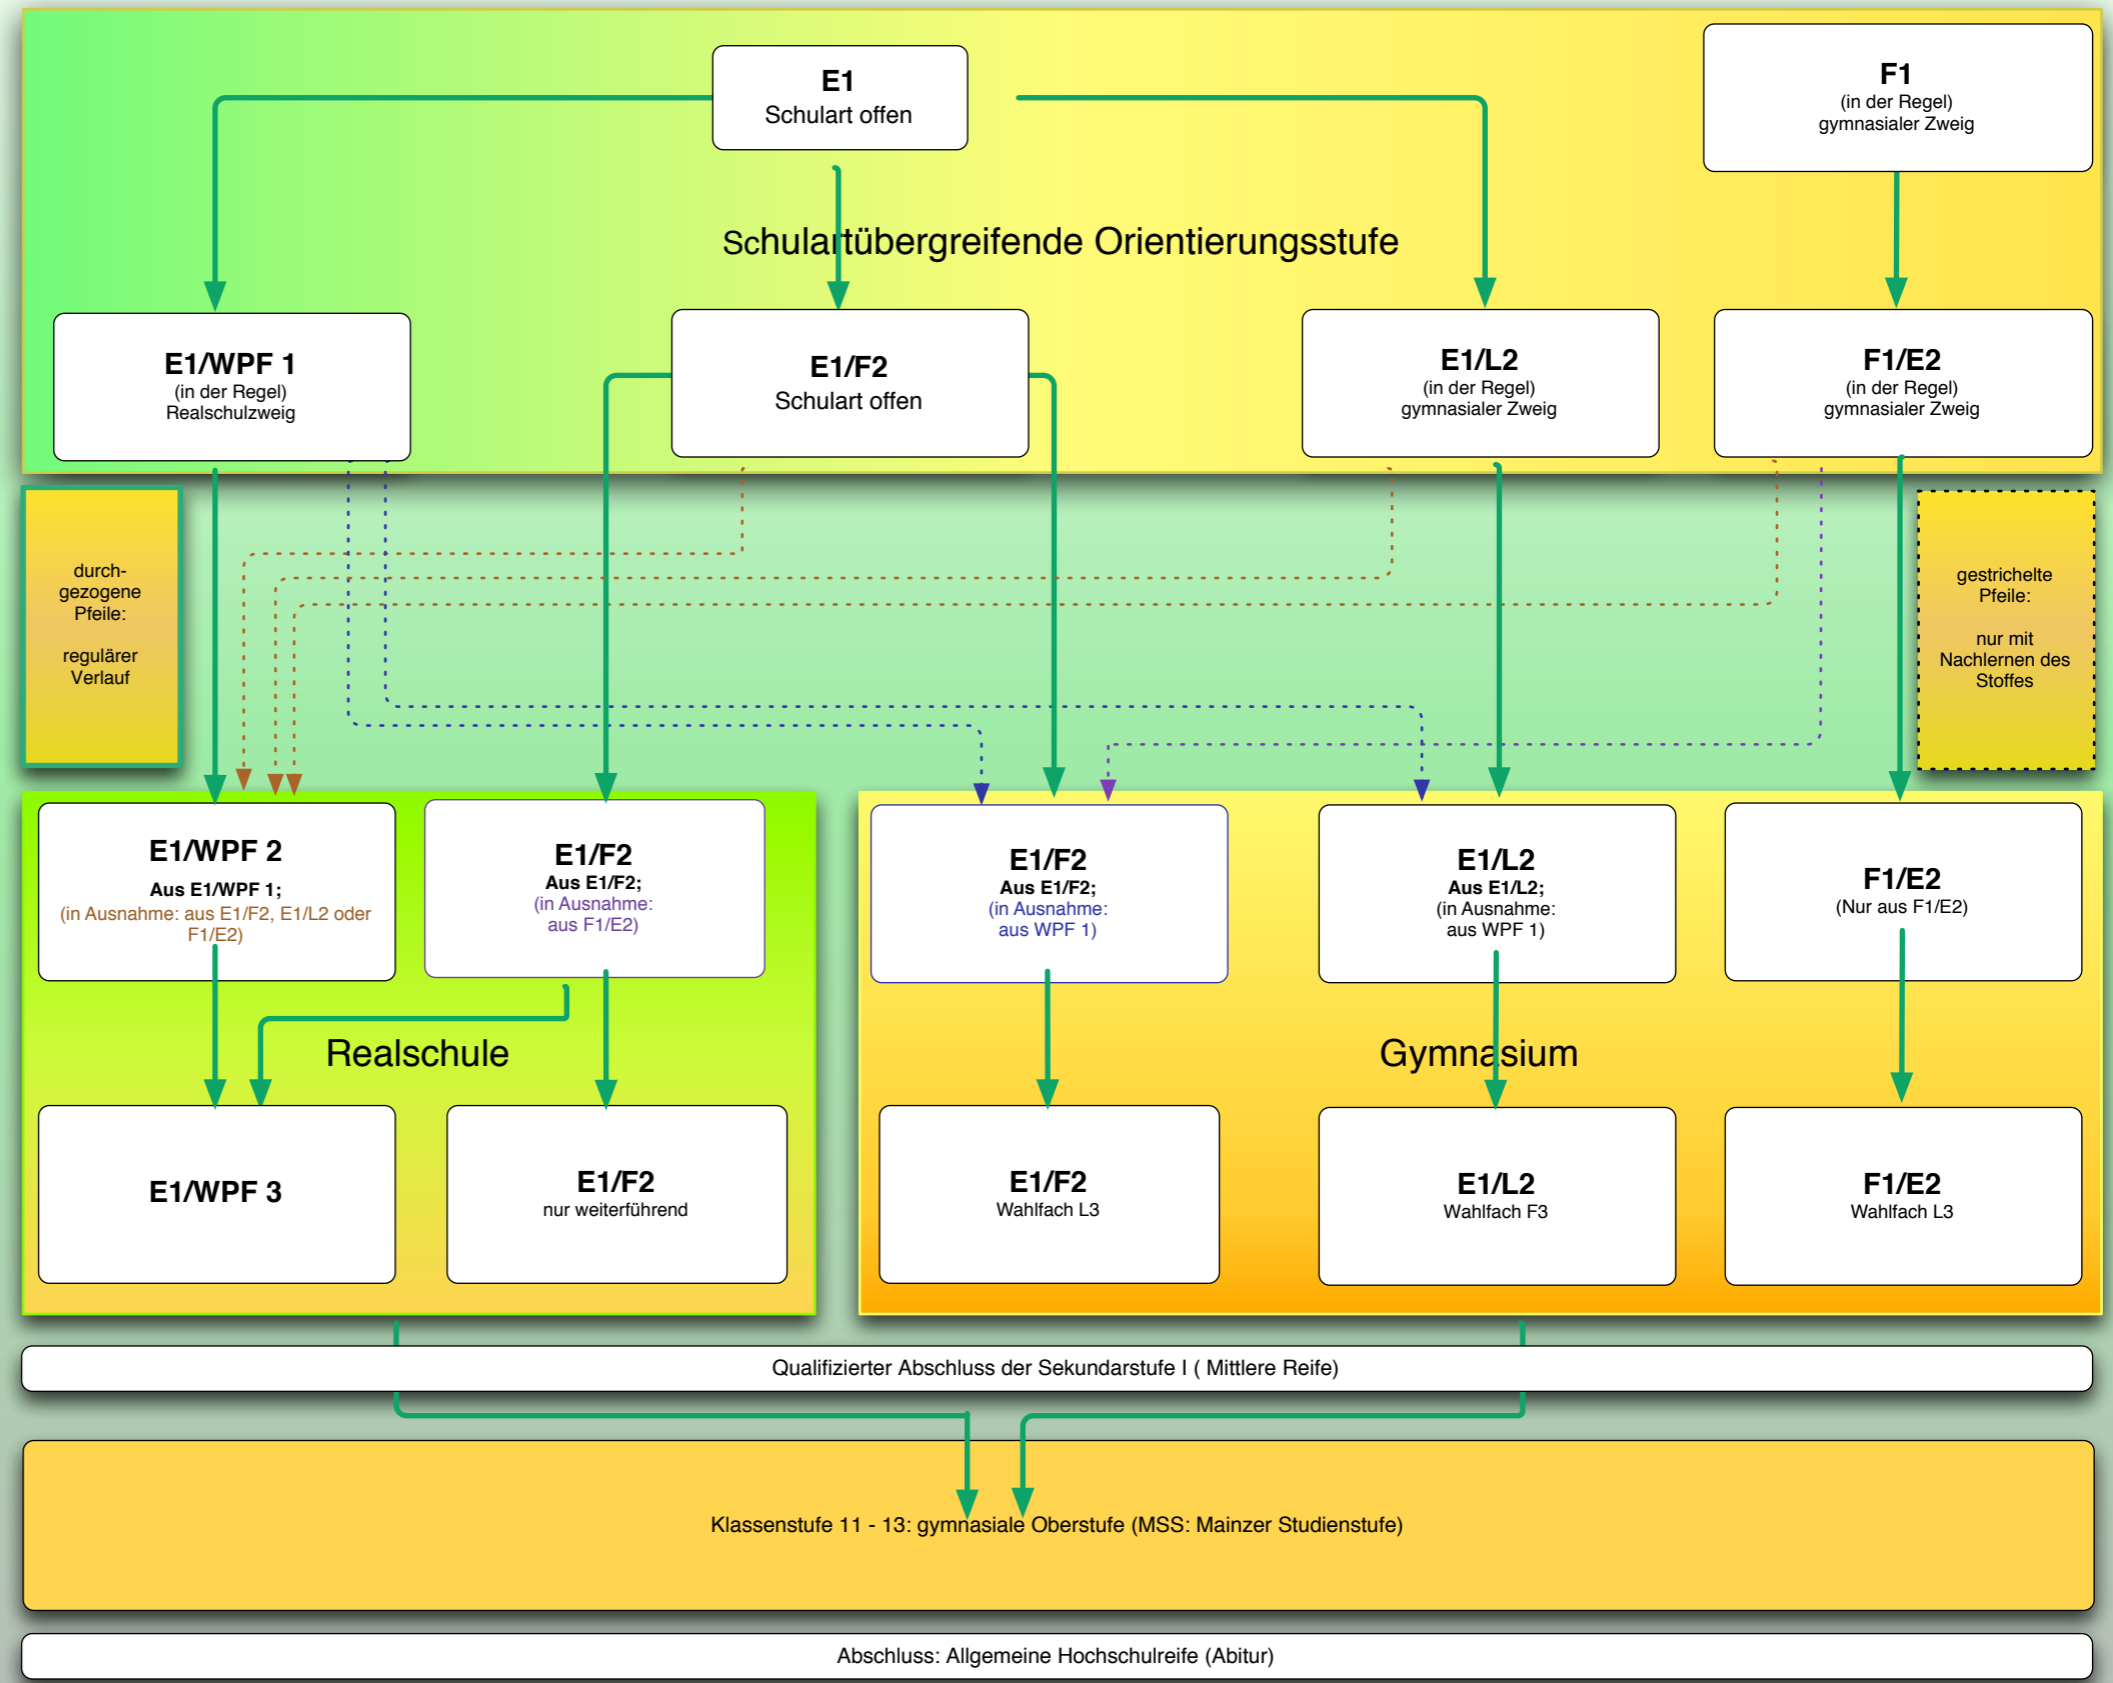 E1
Schulart offen
F1
(in der Regel)
gymnasialer Zweig
Schulartübergreifende Orientierungsstufe
E1/WPF 1
(in der Regel)
Realschulzweig
E1/F2
Schulart offen
E1/L2
(in der Regel)
gymnasialer Zweig
F1/E2
(in der Regel)
gymnasialer Zweig
durch-
gezogene
Pfeile:
regulärer
Verlauf
gestrichelte
Pfeile:
nur mit
Nachlernen des
Stoffes
E1/WPF 2
Aus E1/WPF 1;
(in Ausnahme: aus E1/F2, E1/L2 oder
F1/E2)
E1/F2
Aus E1/F2;
(in Ausnahme:
aus F1/E2)
E1/F2
Aus E1/F2;
(in Ausnahme:
aus WPF 1)
E1/L2
Aus E1/L2;
(in Ausnahme:
aus WPF 1)
F1/E2
(Nur aus F1/E2)
Realschule
Gymnasium
E1/WPF 3
E1/F2
nur weiterführend
E1/F2
Wahlfach L3
E1/L2
Wahlfach F3
F1/E2
Wahlfach L3
Qualifizierter Abschluss der Sekundarstufe I ( Mittlere Reife)
Klassenstufe 11 - 13: gymnasiale Oberstufe (MSS: Mainzer Studienstufe)
Abschluss: Allgemeine Hochschulreife (Abitur)